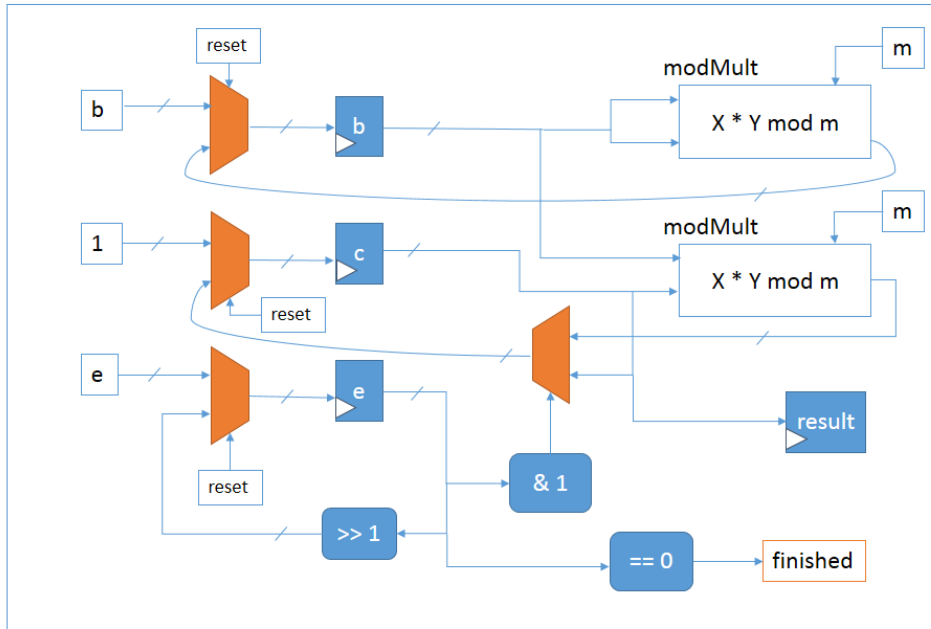 reset
m
modMult
b
b
X * Y mod m
m
modMult
1
c
X * Y mod m
reset
e
e
result
reset
& 1
>> 1
== 0
finished